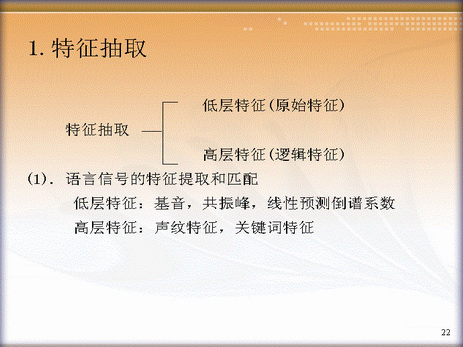 1. 特征抽取
低层特征(原始特征)
特征抽取
高层特征(逻辑特征)
(1). 语言信号的特征提取和匹配
低层特征: 基音, 共振峰, 线性预测倒谱系数
高层特征: 声纹特征, 关键词特征
22